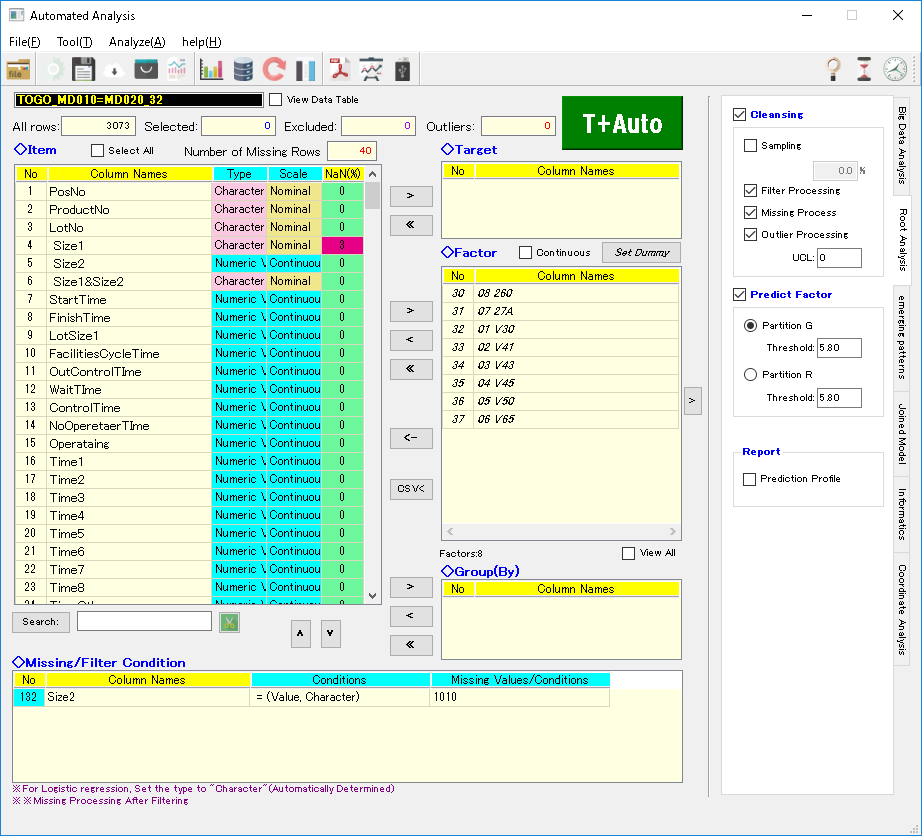 Automated Analysis
File(F) Tool(T) Analyze(A) help(H)
TOGO_MD010=MD020_32 View Data Table
All rows: 3073 Selected: 0 Excluded: 0 Outliers: 0 T+Auto
◇Item Select All Number of Missing Rows 40
No Column Names Type Scale NaN(%)
1 PosNo Character Nominal 0
2 ProductNo Character Nominal 0
3 LotNo Character Nominal 0
4 Size1 Character Nominal 3
5 Size2 Numeric \ Continuou 0
6 Size1&Size2 Character Nominal 0
7 StartTime Numeric \ Continuou 0
8 FinishTime Numeric \ Continuou 0
9 LotSize1 Numeric \ Continuou 0
10 FacilitiesCycleTime Numeric \ Continuou 0
11 OutControlTIme Numeric \ Continuou 0
12 WaitTIme Numeric \ Continuou 0
13 ControlTime Numeric \ Continuou 0
14 NoOperetaerTIme Numeric \ Continuou 0
15 Operataing Numeric \ Continuou 0
16 Time1 Numeric \ Continuou 0
17 Time2 Numeric \ Continuou 0
18 Time3 Numeric \ Continuou 0
19 Time4 Numeric \ Continuou 0
20 Time5 Numeric \ Continuou 0
21 Time6 Numeric \ Continuou 0
22 Time7 Numeric \ Continuou 0
23 Time8 Numeric \ Continuou 0
Search:
>
«
>
<
«
<-
CSV<
>
<
«
◇Target
No Column Names
◇Factor Continuous Set Dummy
No Column Names
30 08 260
31 07 27A
32 01 V30
33 02 V41
34 03 V43
35 04 V45
36 05 V50
37 06 V65
>
Factors:8 View All
◇Group(By)
No Column Names
◇Missing/Filter Condition
No Column Names Conditions Missing Values/Conditions
132 Size2 = (Value, Character) 1010
※For Logistic regression, Set the type to "Character"(Automatically Determined)
※ ※Missing Processing After Filtering
Cleansing
Sampling
0.0 %
Filter Processing
Missing Process
Outlier Processing
UCL: 0
Predict Factor
Partition G
Threshold: 5.80
Partition R
Threshold: 5.80
Report
Prediction Profile
Big Data Analysis
Root Analysis
emerging patterns
Joined Model
Informatics
Coordinate Analysis